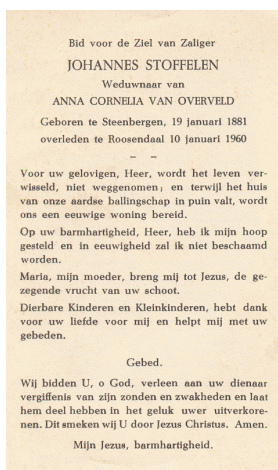 Bid voor de Ziel van Zaliger
JOHANNES STOFFELEN
Weduwnaar van
ANNA CORNELIA VAN OVERVELD
Geboren te Steenbergen, 19 januari 1881
overleden te Roosendaal 10 januari 1960
— —
Voor uw gelovigen, Heer, wordt het leven ver-
wisseld, niet weggenomen; en terwijl het huis
van onze aardse ballingschap in puin valt, wordt
ons een eeuwige woning bereid.
Op uw barmhartigheid, Heer, heb ik mijn hoop
gesteld en in eeuwigheid zal ik niet beschaamd
worden.
Maria, mijn moeder, breng mij tot Jezus, de ge-
zegende vrucht van uw schoot.
Dierbare Kinderen en Kleinkinderen, hebt dank
voor uw liefde voor mij en helpt mij met uw
gebeden.
Gebed.
Wij bidden U, o God, verleen aan uw dienaar
vergiffenis van zijn zonden en zwakheden en laat
hem deel hebben in het geluk uwer uitverkore-
nen. Dit smeken wij U door Jezus Christus. Amen.
Mijn Jezus, barmhartigheid.